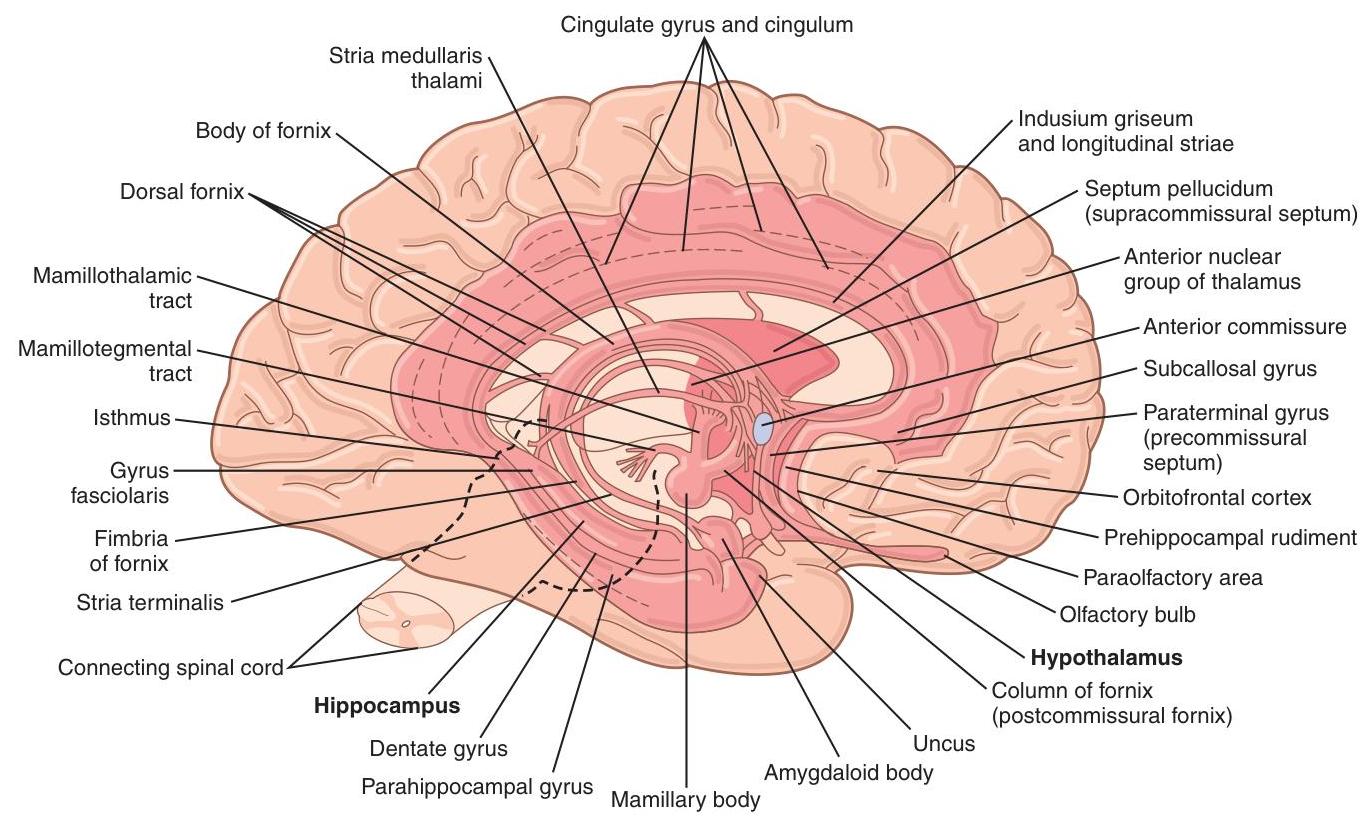 Cingulate gyrus and cingulum
Stria medullaris
thalami
Body of fornix
Dorsal fornix
Mamillothalamic
tract
Mamillotegmental
tract
Isthmus
Gyrus
fasciolaris
Fimbria
of fornix
Stria terminalis
Connecting spinal cord
Hippocampus
Dentate gyrus
Parahippocampal gyrus
Mamillary body
Amygdaloid body
Uncus
Column of fornix
(postcommissural fornix)
Hypothalamus
Olfactory bulb
Paraolfactory area
Prehippocampal rudiment
Orbitofrontal cortex
Paraterminal gyrus
(precommissural
septum)
Subcallosal gyrus
Anterior commissure
Anterior nuclear
group of thalamus
Septum pellucidum
(supracommissural septum)
Indusium griseum
and longitudinal striae